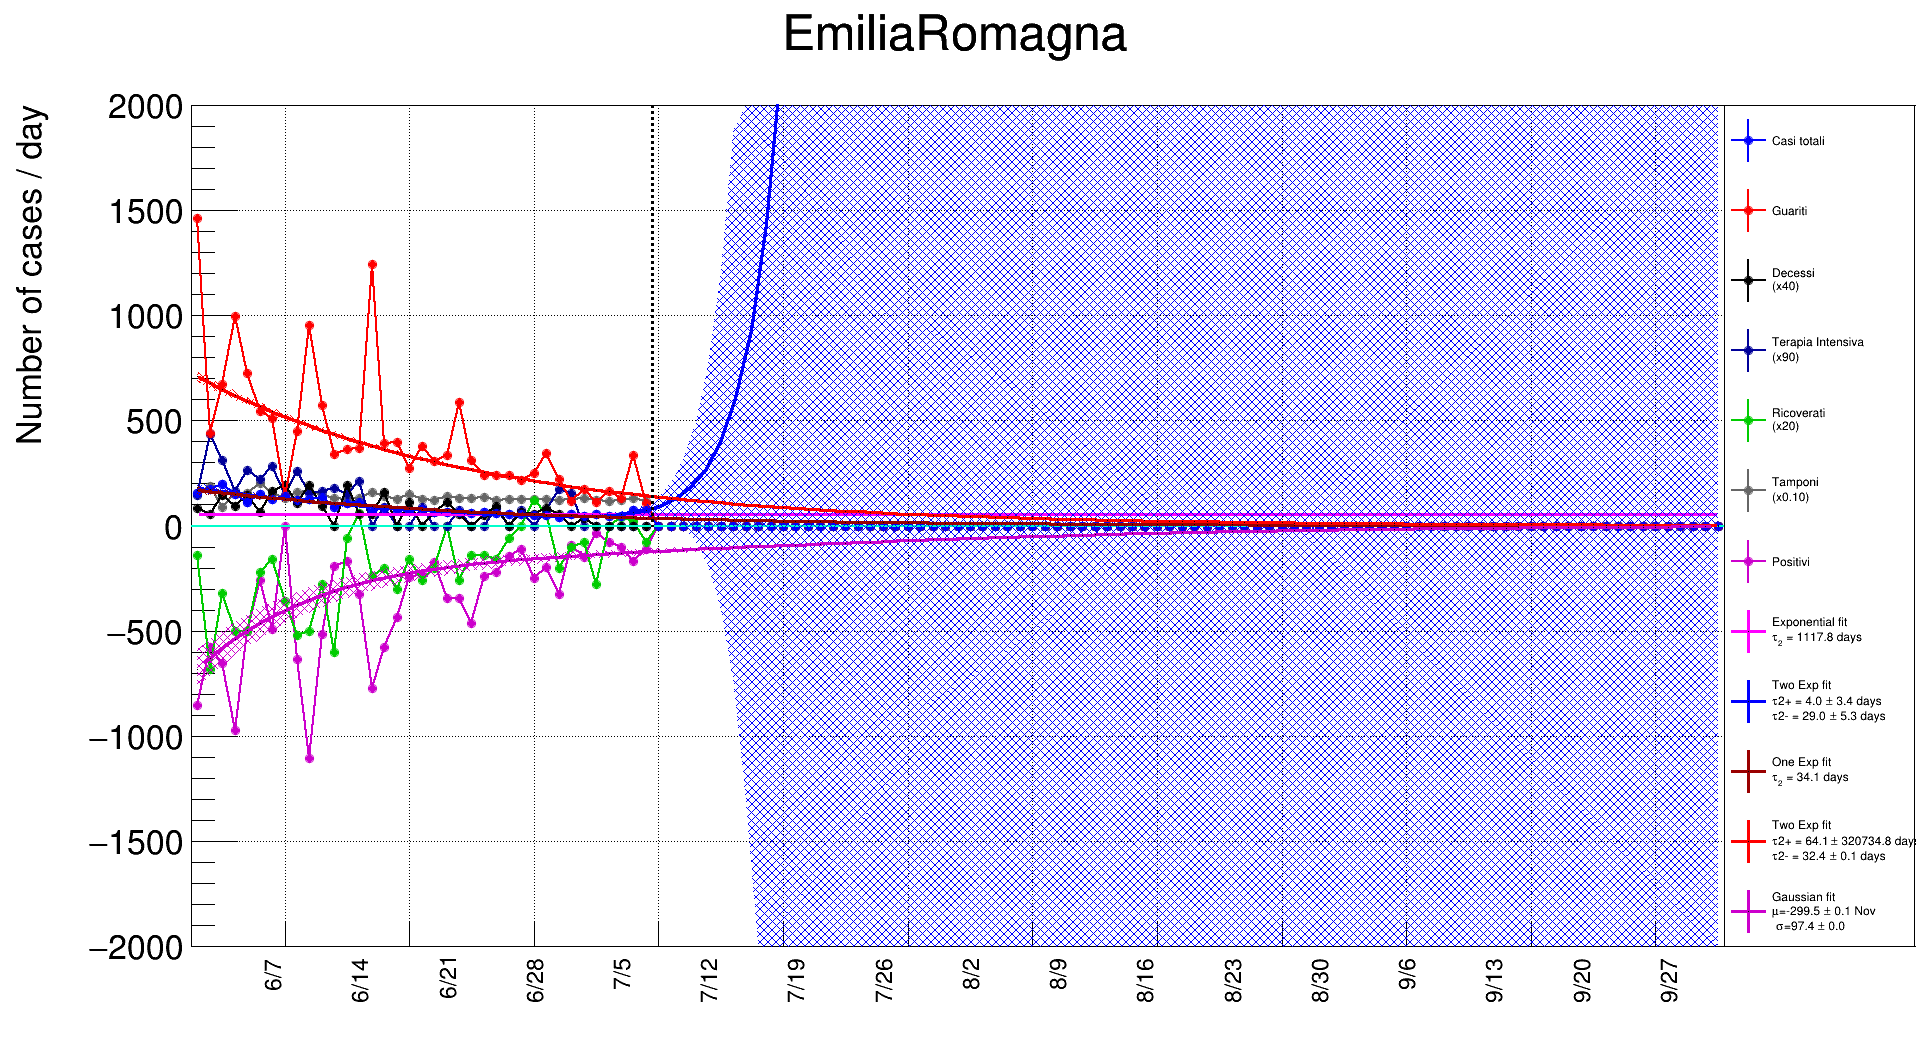 EmiliaRomagna
Number of cases / day
2000
1500
1000
500
0
−500
−1000
−1500
−2000
6/7
6/14
6/21
6/28
7/5
7/12
7/19
7/26
8/2
8/9
8/16
8/23
8/30
9/6
9/13
9/20
9/27
Casi totali
Guariti
Decessi
(x40)
Terapia Intensiva
(x90)
Ricoverati
(x20)
Tamponi
(x0.10)
Positivi
Exponential fit
τ2 = 1117.8 days
Two Exp fit
τ2+ = 4.0 ± 3.4 days
τ2- = 29.0 ± 5.3 days
One Exp fit
τ2 = 34.1 days
Two Exp fit
τ2+ = 64.1 ± 320734.8 days
τ2- = 32.4 ± 0.1 days
Gaussian fit
μ=-299.5 ± 0.1 Nov
σ=97.4 ± 0.0